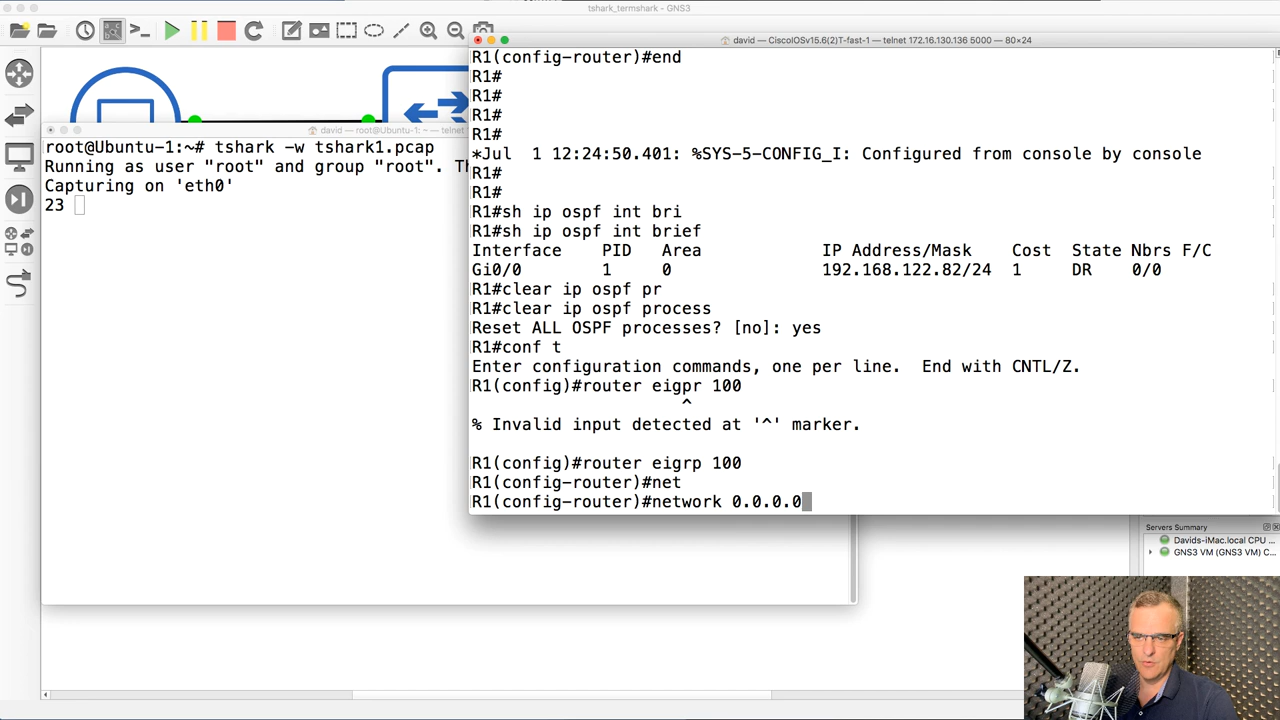 tshark_termshark - GNS3
david — CiscoIOSv15.6(2)T-fast-1 — telnet 172.16.130.136 5000 — 80×24
R1(config-router)#end
R1#
R1#
R1#
R1#
*Jul  1 12:24:50.401: %SYS-5-CONFIG_I: Configured from console by console
R1#
R1#
R1#sh ip ospf int bri
R1#sh ip ospf int brief
Interface    PID   Area            IP Address/Mask    Cost  State Nbrs F/C
Gi0/0        1     0               192.168.122.82/24  1     DR    0/0
R1#clear ip ospf pr
R1#clear ip ospf process
Reset ALL OSPF processes? [no]: yes
R1#conf t
Enter configuration commands, one per line.  End with CNTL/Z.
R1(config)#router eigpr 100
^
% Invalid input detected at '^' marker.
R1(config)#router eigrp 100
R1(config-router)#net
R1(config-router)#network 0.0.0.0
david — root@Ubuntu-1: ~ — telnet
root@Ubuntu-1:~# tshark -w tshark1.pcap
Running as user "root" and group "root". Th
Capturing on 'eth0'
23
Servers Summary
Davids-iMac.local CPU ...
GNS3 VM (GNS3 VM) C...